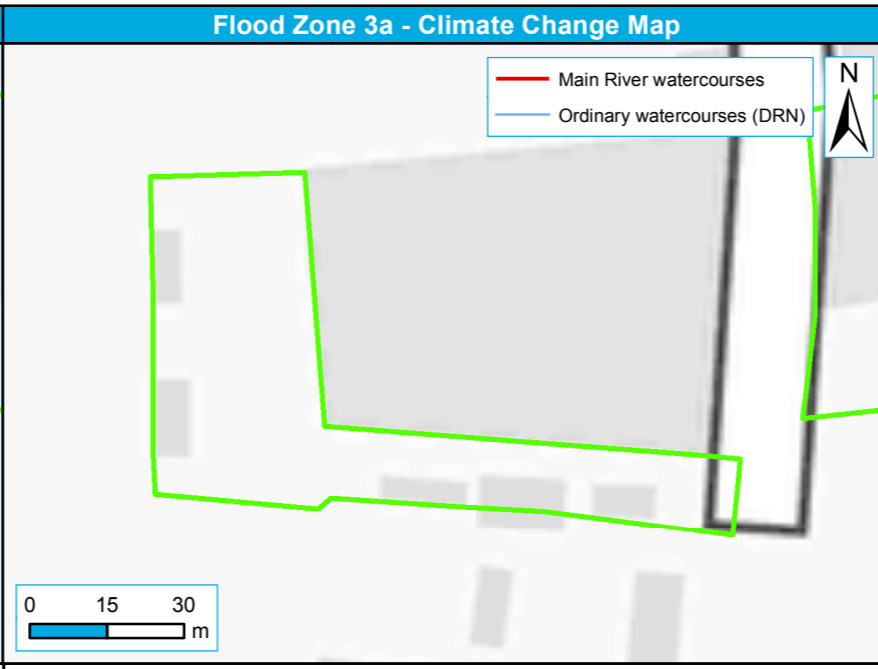 Flood Zone 3a - Climate Change Map
Main River watercourses
Ordinary watercourses (DRN)
N
0 15 30
m